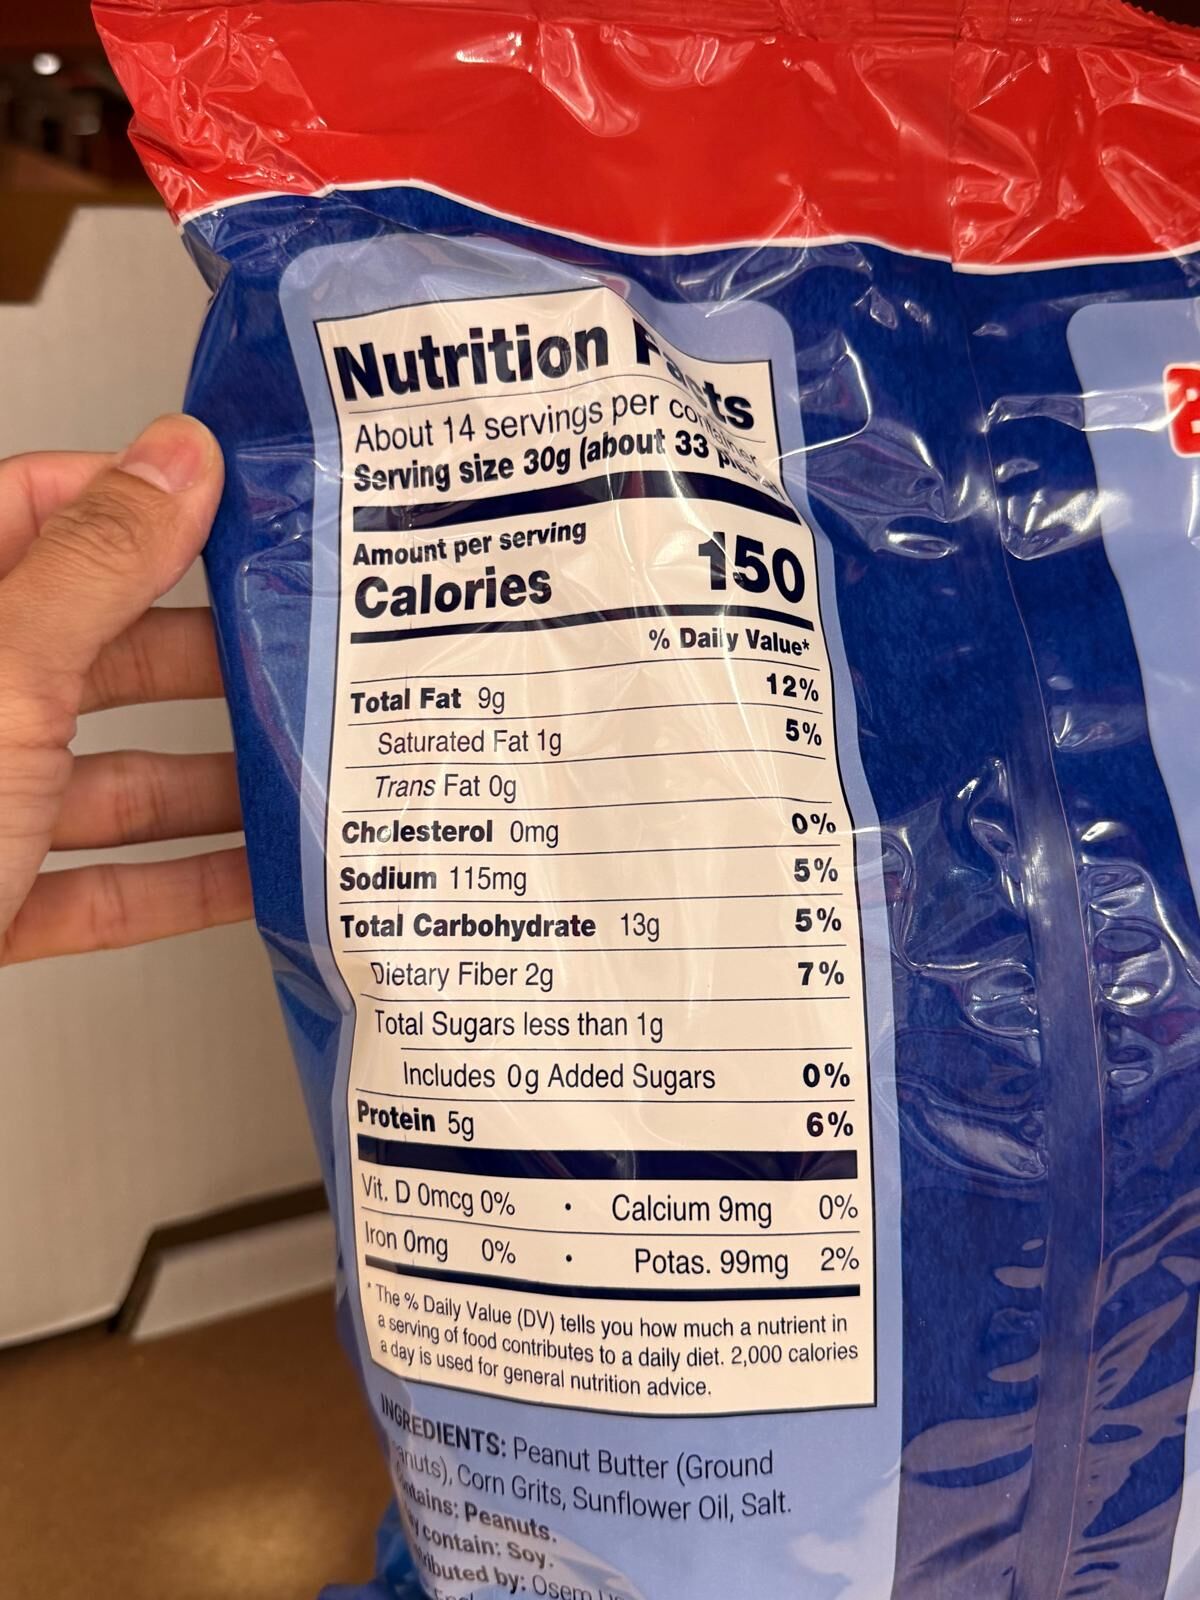 Nutrition Facts
About 14 servings per container
Serving size 30g (about 33
Amount per serving
Calories 150
% Daily Value*
Total Fat 9g 12%
Saturated Fat 1g 5%
Trans Fat 0g
Cholesterol 0mg 0%
Sodium 115mg 5%
Total Carbohydrate 13g 5%
Dietary Fiber 2g 7%
Total Sugars less than 1g
Includes 0g Added Sugars 0%
Protein 5g 6%
Vit. D 0mcg 0% • Calcium 9mg 0%
Iron 0mg 0% • Potas. 99mg 2%
* The % Daily Value (DV) tells you how much a nutrient in
a serving of food contributes to a daily diet. 2,000 calories
a day is used for general nutrition advice.
INGREDIENTS: Peanut Butter (Ground
anuts), Corn Grits, Sunflower Oil, Salt.
ntains: Peanuts.
y contain: Soy.
tributed by: Osem